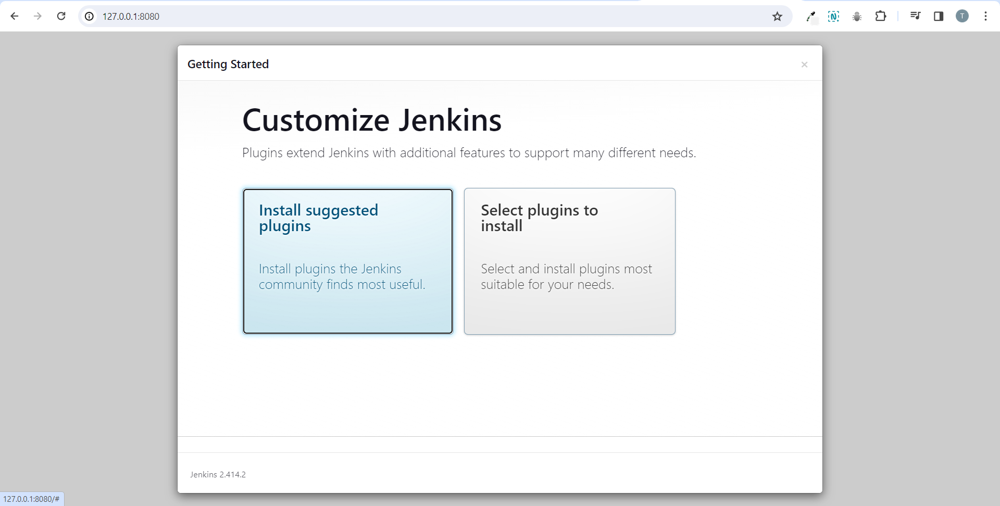 127.0.0.1:8080
T
Getting Started
×
Customize Jenkins
Plugins extend Jenkins with additional features to support many different needs.
Install suggested
plugins
Install plugins the Jenkins
community finds most useful.
Select plugins to
install
Select and install plugins most
suitable for your needs.
Jenkins 2.414.2
127.0.0.1:8080/#